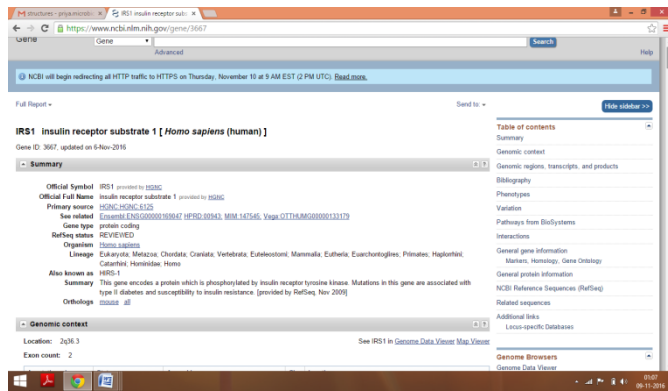 M structures - priya.microbi
IRS1 insulin receptor subs
https://www.ncbi.nlm.nih.gov/gene/3667
Gene
Gene
Search
Advanced
Help
NCBI will begin redirecting all HTTP traffic to HTTPS on Thursday, November 10 at 9 AM EST (2 PM UTC). Read more.
Full Report
Send to:
Hide sidebar >>
IRS1 insulin receptor substrate 1 [ Homo sapiens (human) ]
Gene ID: 3667, updated on 6-Nov-2016
Summary
Official Symbol IRS1 provided by HGNC
Official Full Name insulin receptor substrate 1 provided by HGNC
Primary source HGNC:HGNC:6125
See related Ensembl:ENSG00000169047 HPRD:00943; MIM:147545; Vega:OTTHUMG00000133179
Gene type protein coding
RefSeq status REVIEWED
Organism Homo sapiens
Lineage Eukaryota; Metazoa; Chordata; Craniata; Vertebrata; Euteleostomi; Mammalia; Eutheria; Euarchontoglires; Primates; Haplorrhini;
Catarrhini; Hominidae; Homo
Also known as HIRS-1
Summary This gene encodes a protein which is phosphorylated by insulin receptor tyrosine kinase. Mutations in this gene are associated with
type II diabetes and susceptibility to insulin resistance. [provided by RefSeq, Nov 2009]
Orthologs mouse all
Genomic context
Location: 2q36.3
See IRS1 in Genome Data Viewer Map Viewer
Exon count: 2
Table of contents
Summary
Genomic context
Genomic regions, transcripts, and products
Bibliography
Phenotypes
Variation
Pathways from BioSystems
Interactions
General gene information
Markers, Homology, Gene Ontology
General protein information
NCBI Reference Sequences (RefSeq)
Related sequences
Additional links
Locus-specific Databases
Genome Browsers
Genome Data Viewer
01:07
09-11-2016